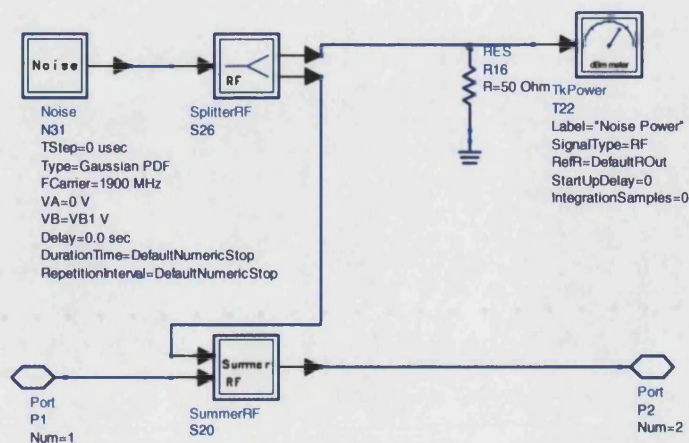 Noise
Noise
N31
TStep=0 usec
Type=Gaussian PDF
FCarrier=1900 MHz
VA=0 V
VB=VB1 V
Delay=0.0 sec
DurationTime=DefaultNumericStop
RepetitionInterval=DefaultNumericStop
RF
SplitterRF
S26
RES
R16
R=50 Ohm
dBm meter
TkPower
T22
Label="Noise Power"
SignalType=RF
RefR=DefaultROut
StartUpDelay=0
IntegrationSamples=0
Port
P1
Num=1
Summer
RF
SummerRF
S20
Port
P2
Num=2